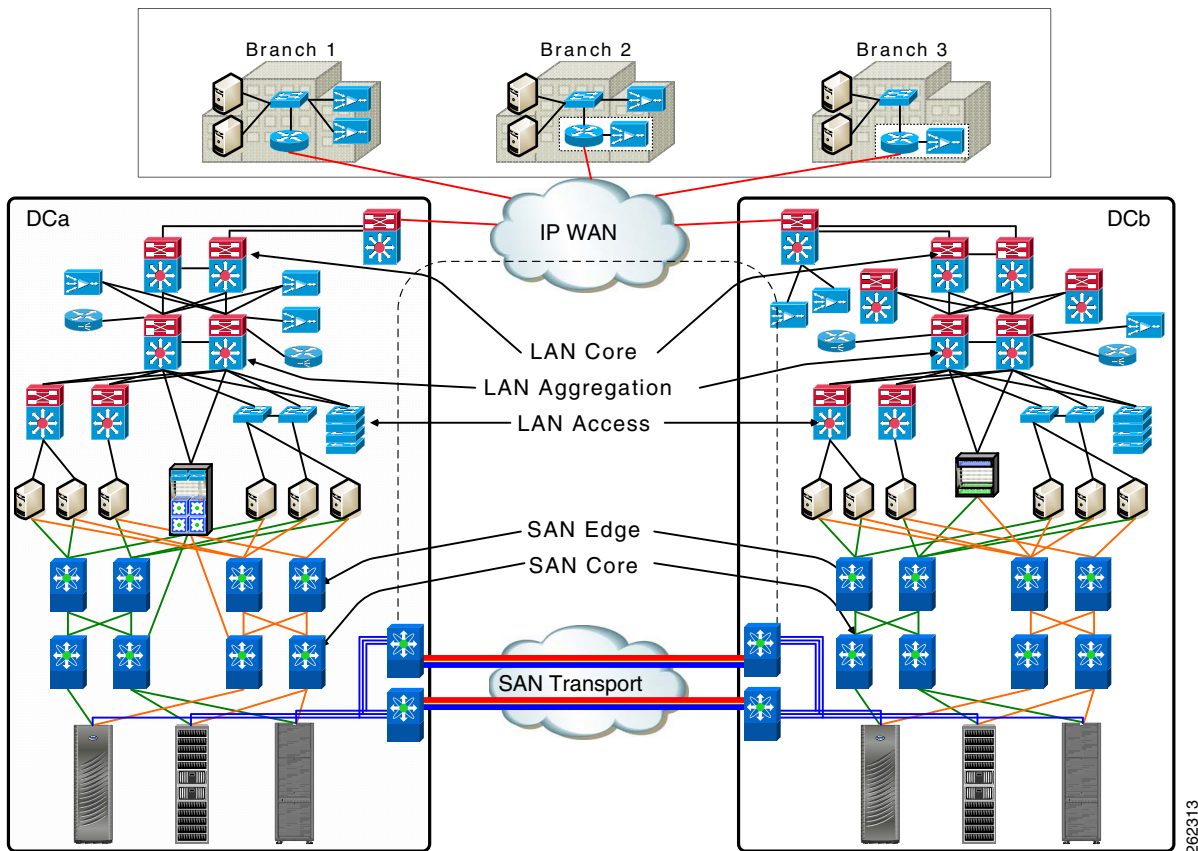 Branch 1
Branch 2
Branch 3
DCa
IP WAN
DCb
LAN Core
LAN Aggregation
LAN Access
SAN Edge
SAN Core
SAN Transport
262313